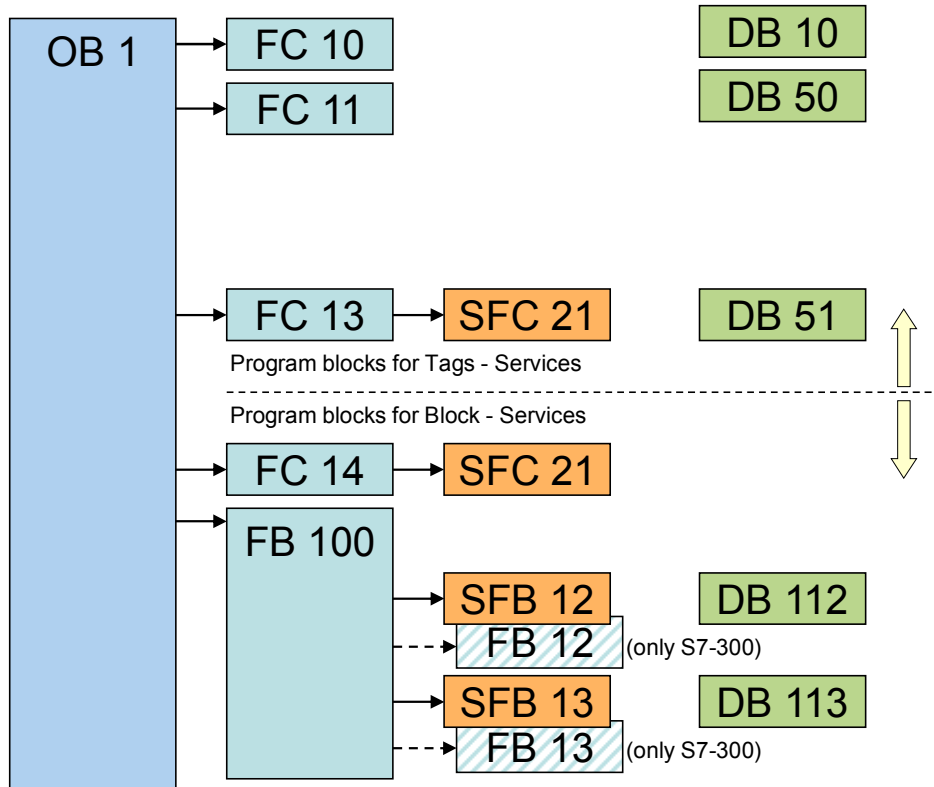 OB 1
FC 10
DB 10
FC 11
DB 50
FC 13
SFC 21
DB 51
Program blocks for Tags - Services
Program blocks for Block - Services
FC 14
SFC 21
FB 100
SFB 12
DB 112
FB 12
(only S7-300)
SFB 13
DB 113
FB 13
(only S7-300)